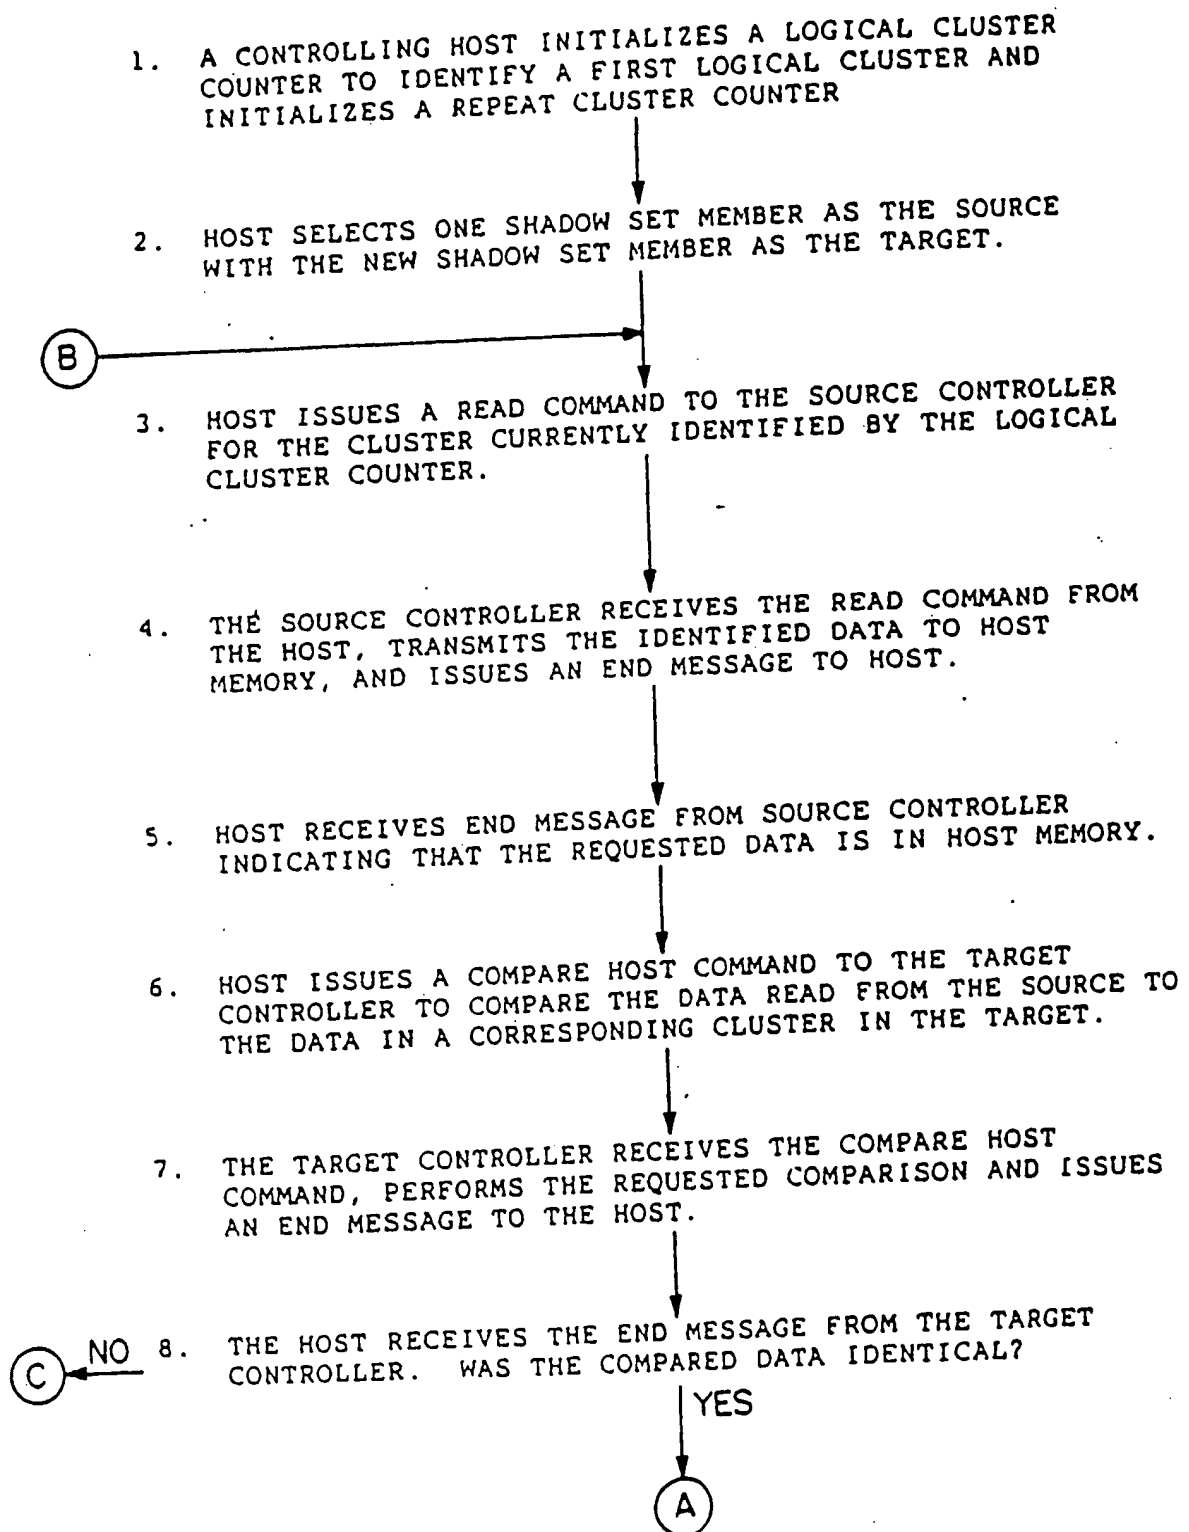 1. A CONTROLLING HOST INITIALIZES A LOGICAL CLUSTER
COUNTER TO IDENTIFY A FIRST LOGICAL CLUSTER AND
INITIALIZES A REPEAT CLUSTER COUNTER
2. HOST SELECTS ONE SHADOW SET MEMBER AS THE SOURCE
WITH THE NEW SHADOW SET MEMBER AS THE TARGET.
B
3. HOST ISSUES A READ COMMAND TO THE SOURCE CONTROLLER
FOR THE CLUSTER CURRENTLY IDENTIFIED BY THE LOGICAL
CLUSTER COUNTER.
4. THE SOURCE CONTROLLER RECEIVES THE READ COMMAND FROM
THE HOST, TRANSMITS THE IDENTIFIED DATA TO HOST
MEMORY, AND ISSUES AN END MESSAGE TO HOST.
5. HOST RECEIVES END MESSAGE FROM SOURCE CONTROLLER
INDICATING THAT THE REQUESTED DATA IS IN HOST MEMORY.
6. HOST ISSUES A COMPARE HOST COMMAND TO THE TARGET
CONTROLLER TO COMPARE THE DATA READ FROM THE SOURCE TO
THE DATA IN A CORRESPONDING CLUSTER IN THE TARGET.
7. THE TARGET CONTROLLER RECEIVES THE COMPARE HOST
COMMAND, PERFORMS THE REQUESTED COMPARISON AND ISSUES
AN END MESSAGE TO THE HOST.
C NO 8. THE HOST RECEIVES THE END MESSAGE FROM THE TARGET
CONTROLLER. WAS THE COMPARED DATA IDENTICAL?
YES
A